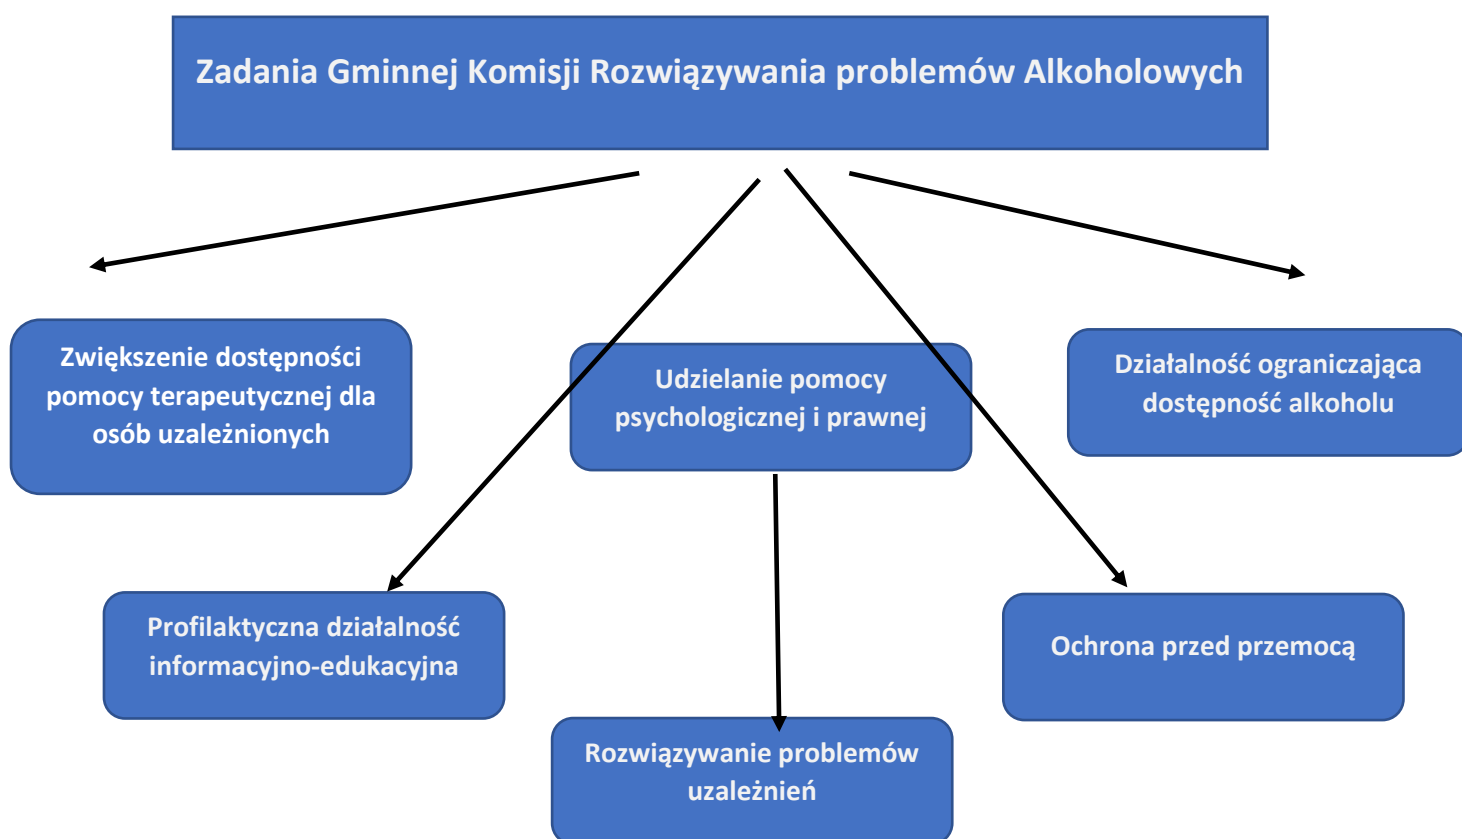 Zadania Gminnej Komisji Rozwiązywania problemów Alkoholowych
Zwiększenie dostępności
pomocy terapeutycznej dla
osób uzależnionych
Udzielanie pomocy
psychologicznej i prawnej
Działalność ograniczająca
dostępność alkoholu
Profilaktyczna działalność
informacyjno-edukacyjna
Ochrona przed przemocą
Rozwiązywanie problemów
uzależnień